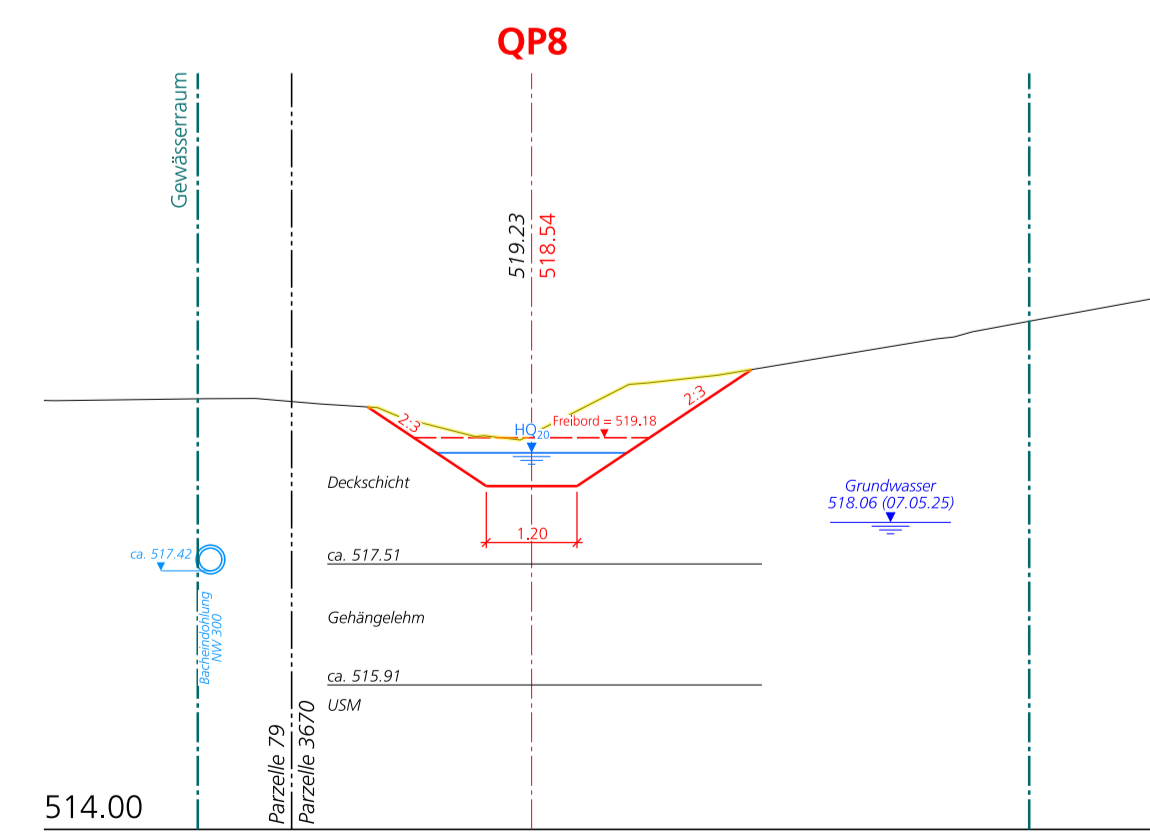 QP8
Gewässerraum
519.23
518.54
2:3
2:3
Freibord = 519.18
HQ20
Deckschicht
Grundwasser
518.06 (07.05.25)
1.20
ca. 517.42
ca. 517.51
Bacheindohlung
NW 300
Gehängelehm
ca. 515.91
USM
Parzelle 79
Parzelle 3670
514.00